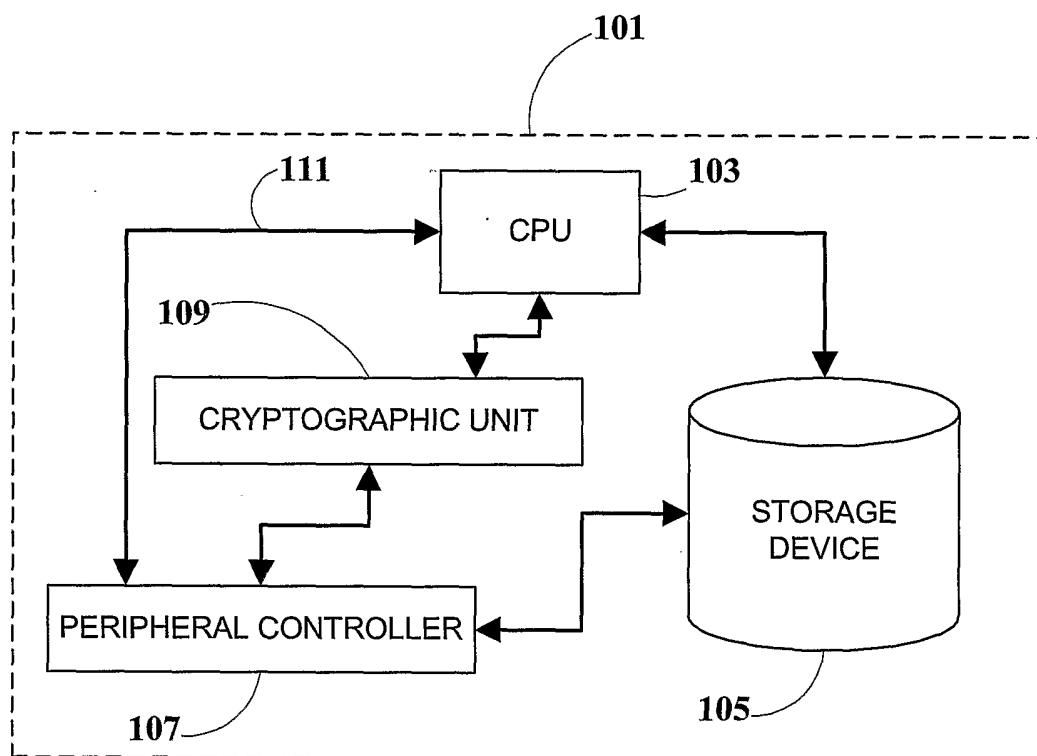 101
111
103
CPU
109
CRYPTOGRAPHIC UNIT
STORAGE
DEVICE
PERIPHERAL CONTROLLER
107
105